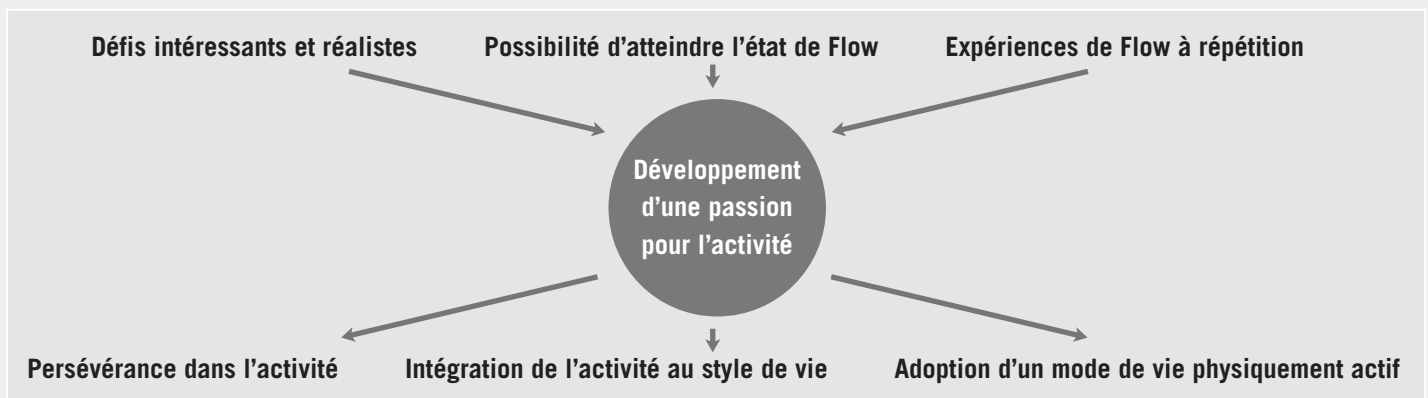 Défis intéressants et réalistes
Possibilité d’atteindre l’état de Flow
Expériences de Flow à répétition
Développement
d’une passion
pour l’activité
Persévérance dans l’activité
Intégration de l’activité au style de vie
Adoption d’un mode de vie physiquement actif